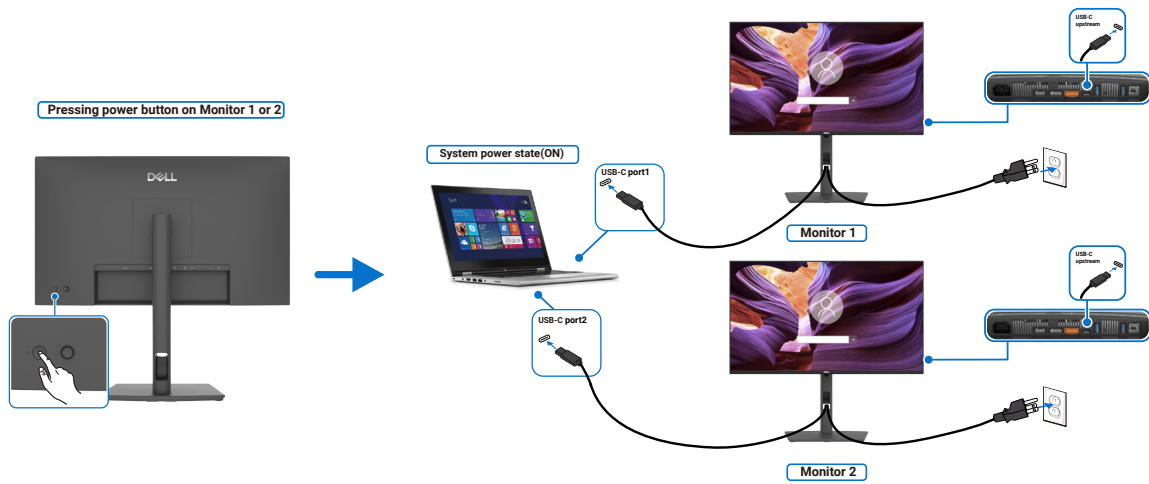 Pressing power button on Monitor 1 or 2
DELL
System power state(ON)
USB-C port1
USB-C
upstream
Monitor 1
USB-C port2
USB-C
upstream
Monitor 2
Start